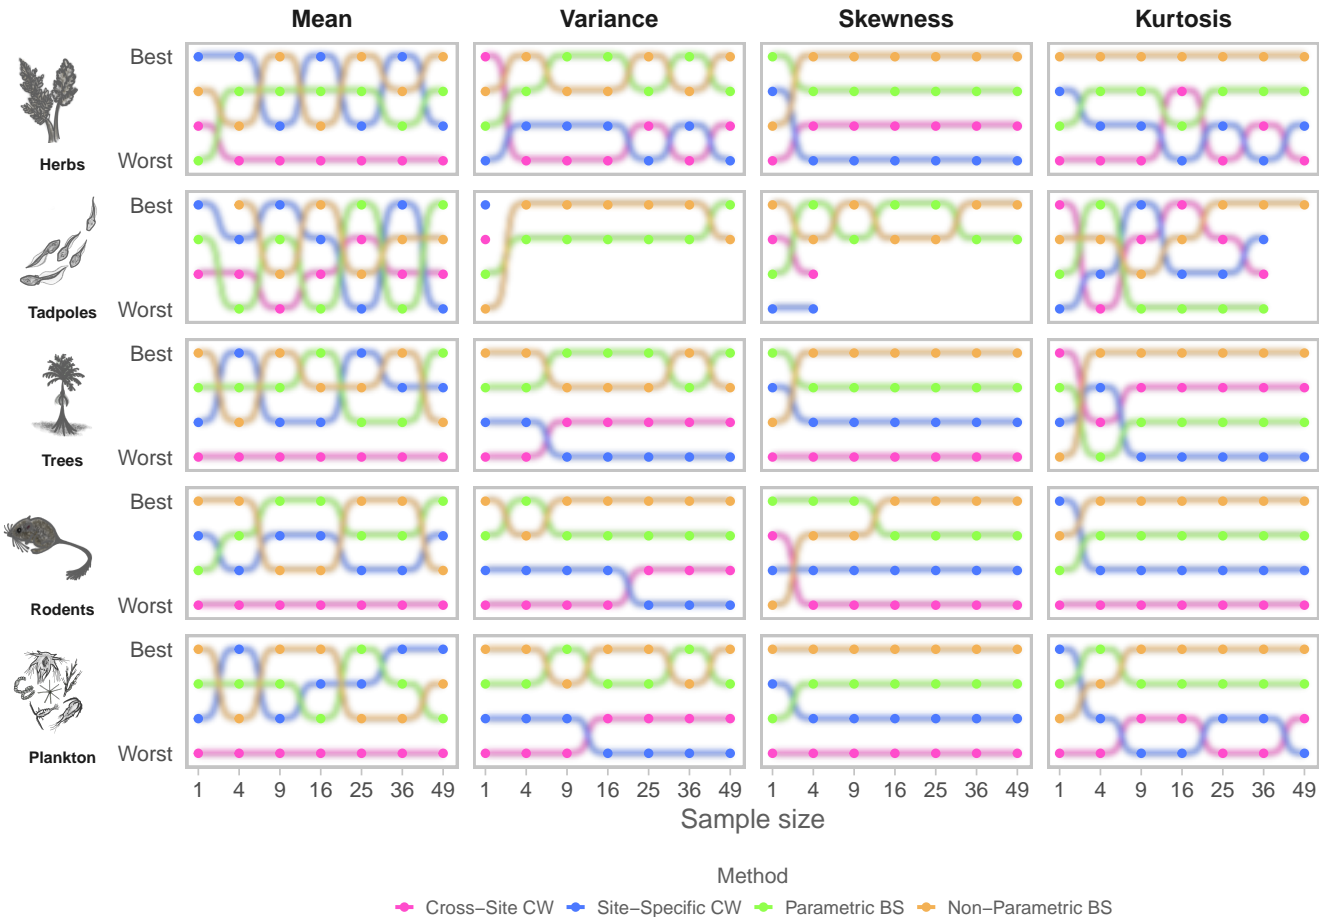 Mean Variance Skewness Kurtosis
Best
Herbs
Worst
Best
Tadpoles
Worst
Best
Trees
Worst
Best
Rodents
Worst
Best
Plankton
Worst
1 4 9 16 25 36 49 1 4 9 16 25 36 49 1 4 9 16 25 36 49 1 4 9 16 25 36 49
Sample size
Method
Cross−Site CW Site−Specific CW Parametric BS Non−Parametric BS